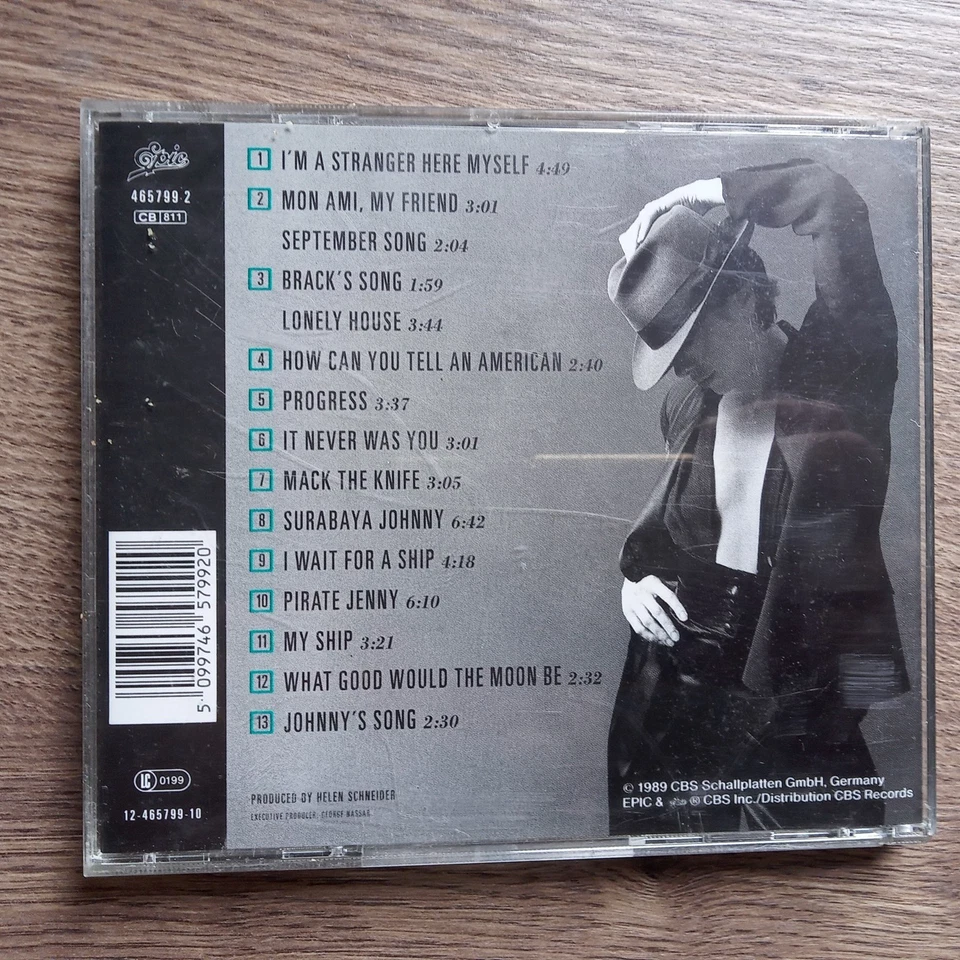 Epic
465799 2
CB 811
1 I'M A STRANGER HERE MYSELF 4:49
2 MON AMI, MY FRIEND 3:01
SEPTEMBER SONG 2:04
3 BRACK'S SONG 1:59
LONELY HOUSE 3:44
4 HOW CAN YOU TELL AN AMERICAN 2:40
5 PROGRESS 3:37
6 IT NEVER WAS YOU 3:01
7 MACK THE KNIFE 3:05
8 SURABAYA JOHNNY 6:42
9 I WAIT FOR A SHIP 4:18
10 PIRATE JENNY 6:10
11 MY SHIP 3:21
12 WHAT GOOD WOULD THE MOON BE 2:32
13 JOHNNY'S SONG 2:30
5 099746 579920
LC 0199
12-465799-10
PRODUCED BY HELEN SCHNEIDER
EXECUTIVE PRODUCER: GEORGE NASSAR
© 1989 CBS Schallplatten GmbH, Germany
EPIC & Epic ® CBS Inc./Distribution CBS Records